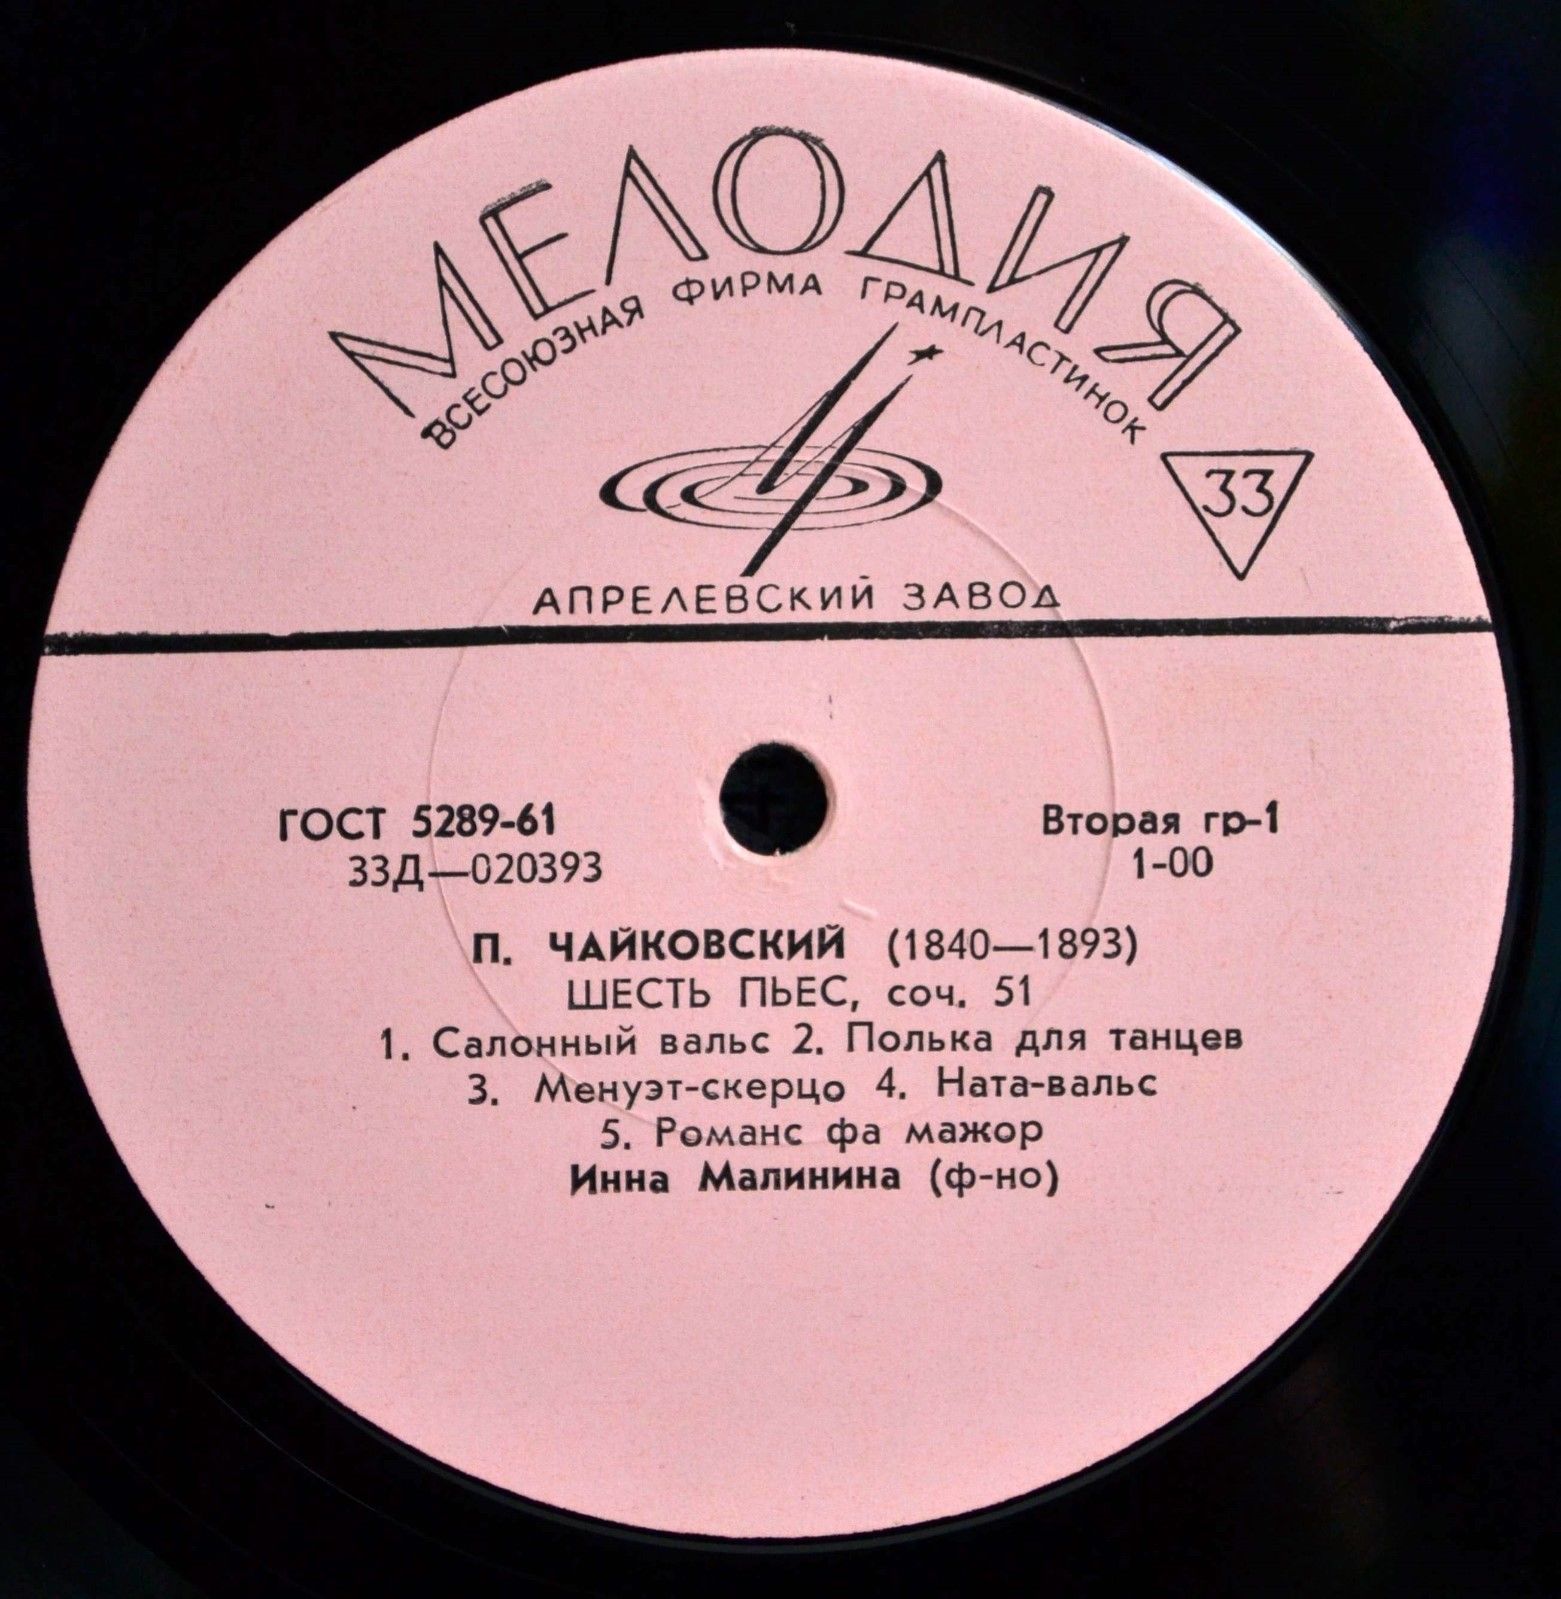 МЕЛОДИЯ
ВСЕСОЮЗНАЯ ФИРМА ГРАМПЛАСТИНОК
33
АПРЕЛЕВСКИЙ ЗАВОД
ГОСТ 5289-61
33Д—020393
Вторая гр-1
1-00
П. ЧАЙКОВСКИЙ (1840—1893)
ШЕСТЬ ПЬЕС, соч. 51
1. Салонный вальс 2. Полька для танцев
3. Менуэт-скерцо 4. Ната-вальс
5. Романс фа мажор
Инна Малинина (ф-но)